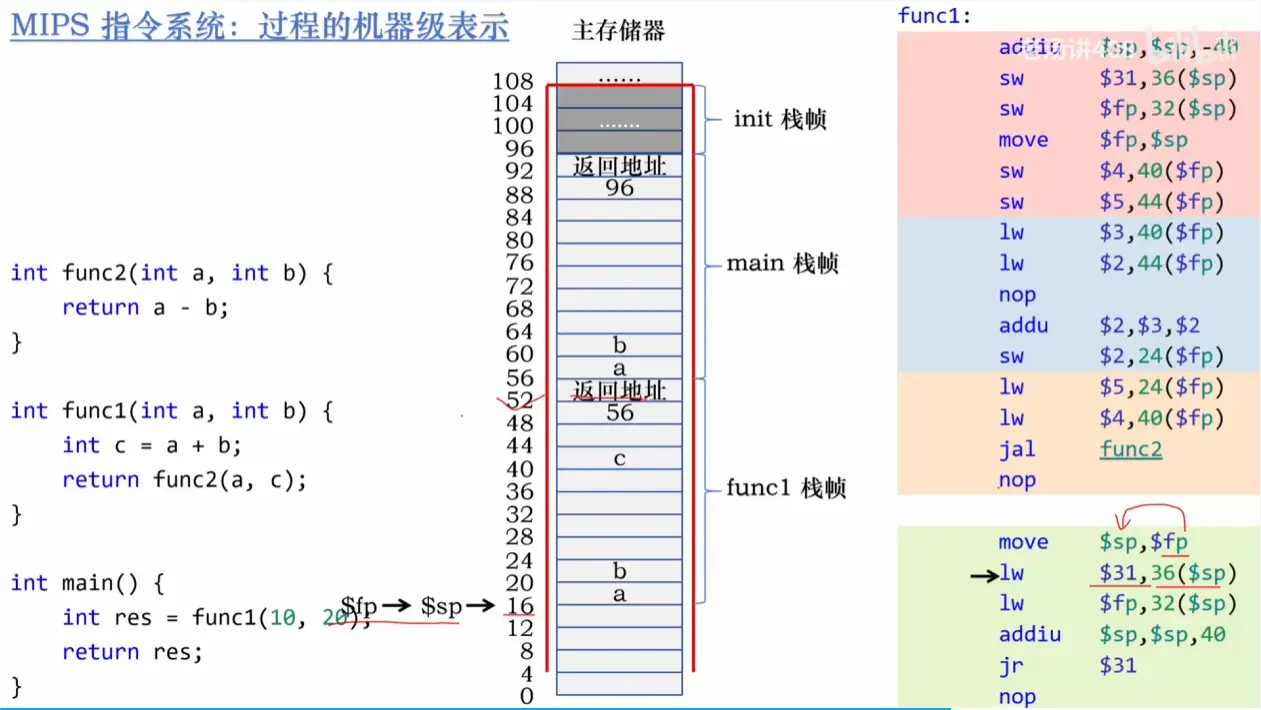 MIPS 指令系统：过程的机器级表示
int func2(int a, int b) {
return a - b;
}
int func1(int a, int b) {
int c = a + b;
return func2(a, c);
}
int main() {
int res = func1(10, 20);
return res;
}
主存储器
108
104
100
96
92
88
84
80
76
72
68
64
60
56
52
48
44
40
36
32
28
24
20
16
12
8
4
0
......
.......
返回地址
96
b
a
返回地址
56
c
b
a
$fp
$sp
init 栈帧
main 栈帧
func1 栈帧
func1:
addiu $sp,$sp,-40
sw $31,36($sp)
sw $fp,32($sp)
move $fp,$sp
sw $4,40($fp)
sw $5,44($fp)
lw $3,40($fp)
lw $2,44($fp)
nop
addu $2,$3,$2
sw $2,24($fp)
lw $5,24($fp)
lw $4,40($fp)
jal func2
nop
move $sp,$fp
lw $31,36($sp)
lw $fp,32($sp)
addiu $sp,$sp,40
jr $31
nop